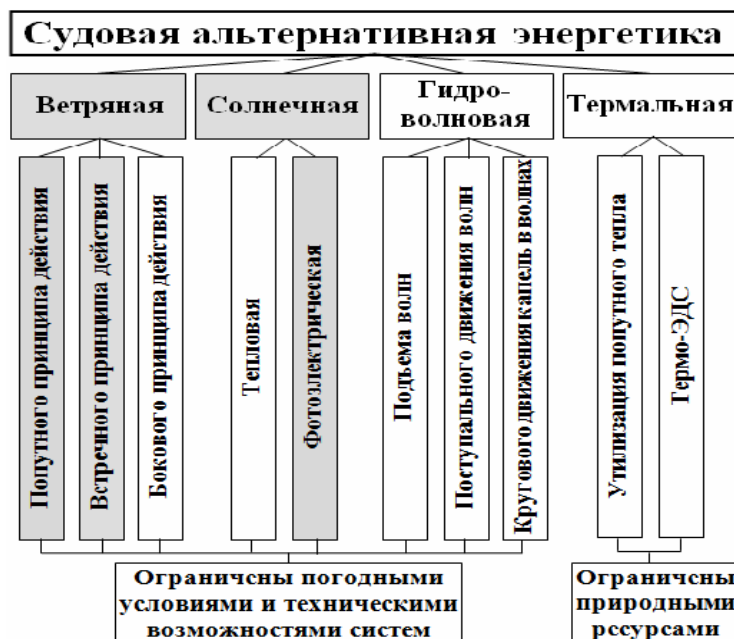 Судовая альтернативная энергетика
Ветряная
Солнечная
Гидро-
волновая
Термальная
Попутного принципа действия
Встречного принципа действия
Бокового принципа действия
Тепловая
Фотоэлектрическая
Подъема волн
Поступального движения волн
Кругового движения капель в волнах
Утилизация попутного тепла
Термо-ЭДС
Ограничены погодными
условиями и техническими
возможностями систем
Ограничены
природными
ресурсами